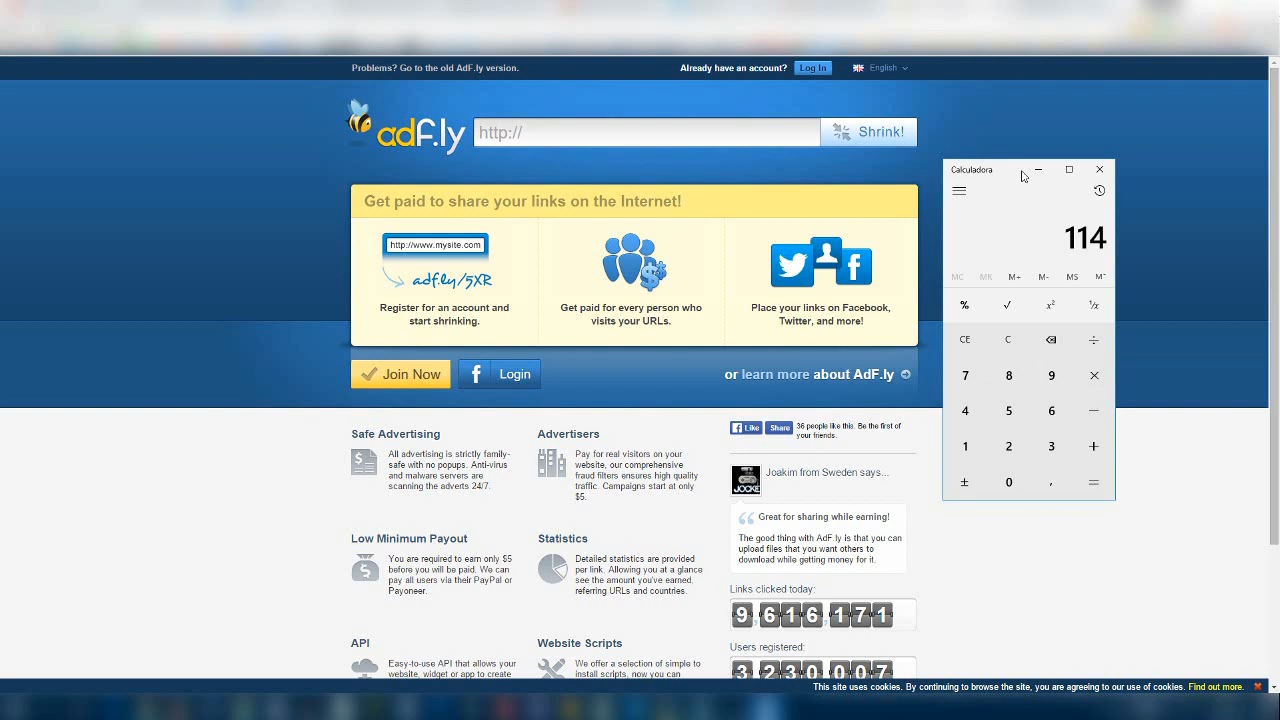 Problems? Go to the old AdF.ly version.
Already have an account? Log In English
adf.ly http:// Shrink!
Get paid to share your links on the Internet!
http://www.mysite.com
adf.ly/5XR
Register for an account and
start shrinking.
Get paid for every person who
visits your URLs.
Place your links on Facebook,
Twitter, and more!
Join Now
f Login
or learn more about AdF.ly
Calculadora
114
MC MR M+ M- MS M˅
% √ x² ¹/x
CE C ⌫ ÷
7 8 9 ×
4 5 6 −
1 2 3 +
± 0 , =
Safe Advertising
All advertising is strictly family-
safe with no popups. Anti-virus
and malware servers are
scanning the adverts 24/7.
Advertisers
Pay for real visitors on your
website, our comprehensive
fraud filters ensures high quality
traffic. Campaigns start at only
$5.
Like Share 36 people like this. Be the first of
your friends.
JOCKE
Joakim from Sweden says...
Great for sharing while earning!
The good thing with AdF.ly is that you can
upload files that you want others to
download while getting money for it.
Low Minimum Payout
You are required to earn only $5
before you will be paid. We can
pay all users via their PayPal or
Payoneer.
Statistics
Detailed statistics are provided
per link. Allowing you at a glance
see the amount you've earned,
referring URLs and countries.
Links clicked today:
9,616,171
Users registered:
3,230,007
API
Easy-to-use API that allows your
website, widget or app to create
Website Scripts
We offer a selection of simple to
install scripts, now you can
This site uses cookies. By continuing to browse the site, you are agreeing to our use of cookies. Find out more.